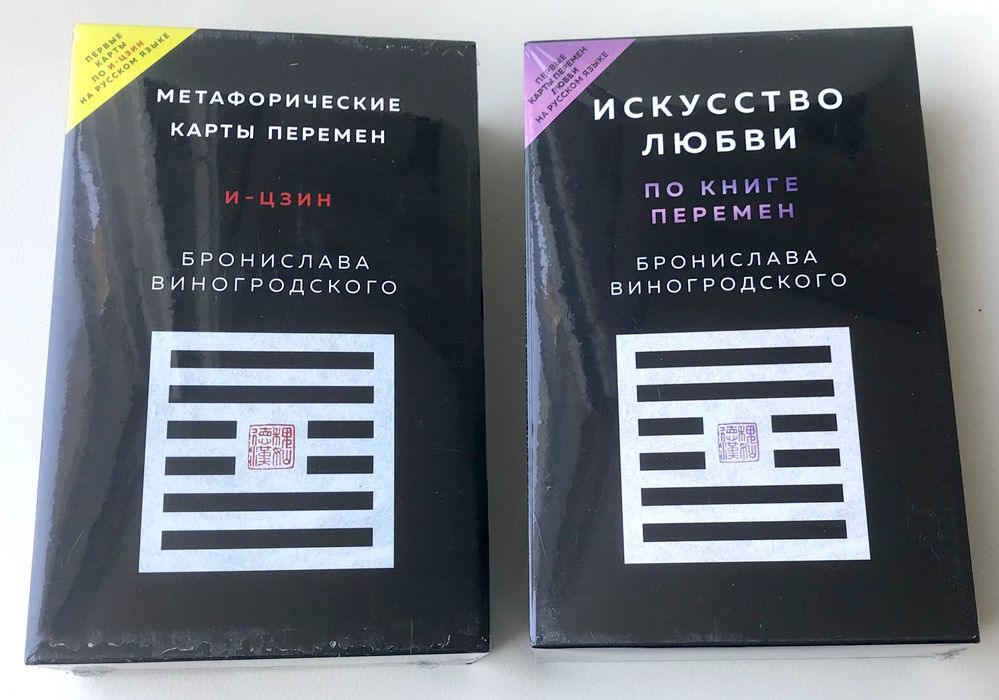 ПЕРВЫЕ
КАРТЫ
ПО И-ЦЗИН
НА РУССКОМ ЯЗЫКЕ
МЕТАФОРИЧЕСКИЕ
КАРТЫ ПЕРЕМЕН
И-ЦЗИН
БРОНИСЛАВА
ВИНОГРОДСКОГО
ПЕРВЫЕ
КАРТЫ ПЕРЕМЕН
ЛЮБВИ
НА РУССКОМ ЯЗЫКЕ
ИСКУССТВО
ЛЮБВИ
ПО КНИГЕ
ПЕРЕМЕН
БРОНИСЛАВА
ВИНОГРОДСКОГО